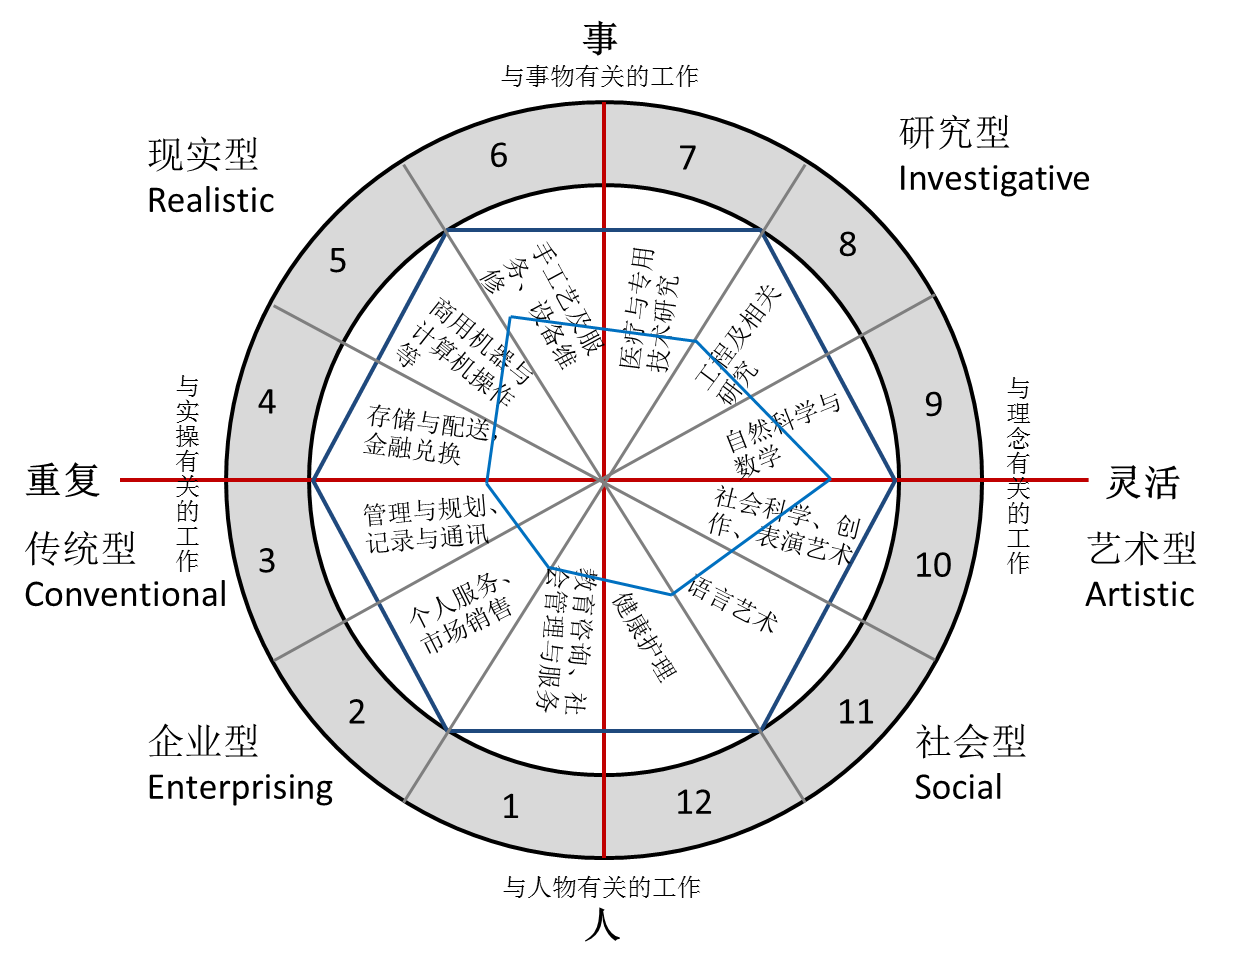 事
与事物有关的工作
现实型
Realistic
研究型
Investigative
6
7
5
8
4
9
3
10
2
11
1
12
手工艺及服
务、设备维
修
医疗与专用
技术研究
商用机器与
计算机操作
等
工程及相关
研究
存储与配送,
金融兑换
自然科学与
数学
管理与规划、
记录与通讯
社会科学、创
作、表演艺术
个人服务、
市场销售
语言艺术
教育咨询、社
会管理与服务
健康护理
与实操有关的工作
与理念有关的工作
重复
灵活
传统型
Conventional
艺术型
Artistic
企业型
Enterprising
社会型
Social
与人物有关的工作
人